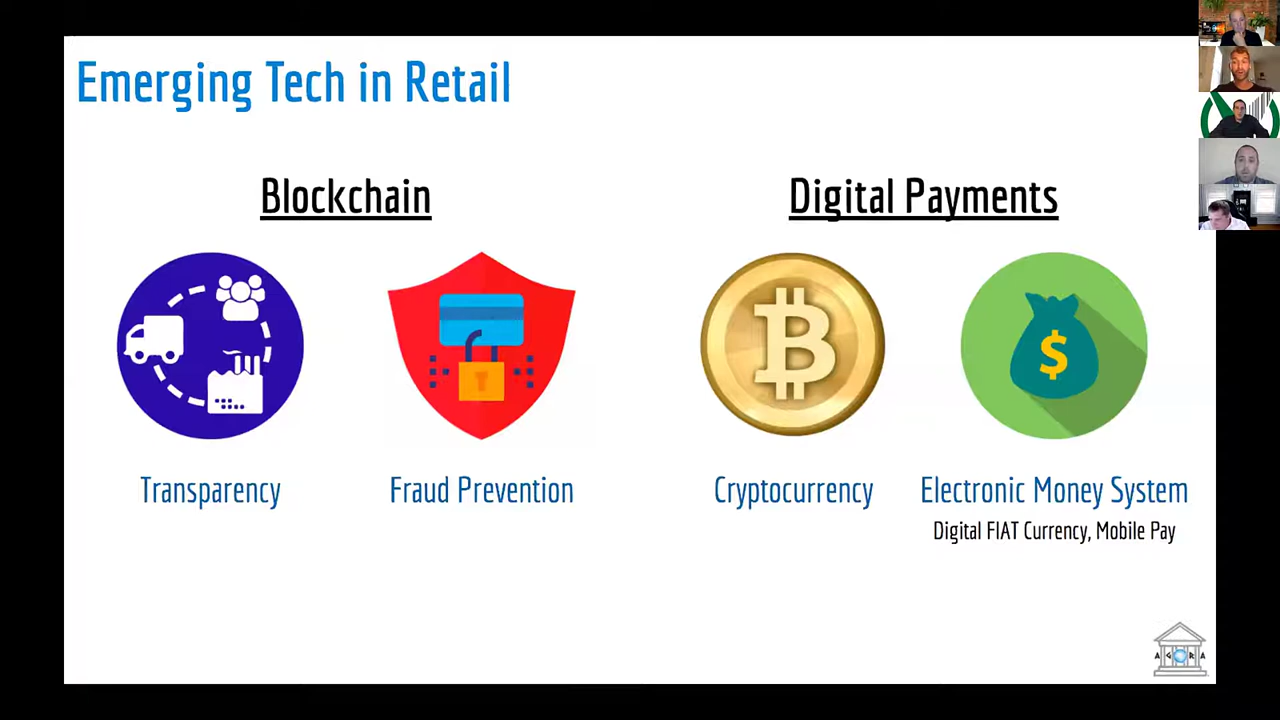 Emerging Tech in Retail
Blockchain
Digital Payments
Transparency
Fraud Prevention
Cryptocurrency
Electronic Money System
Digital FIAT Currency, Mobile Pay
AGORA